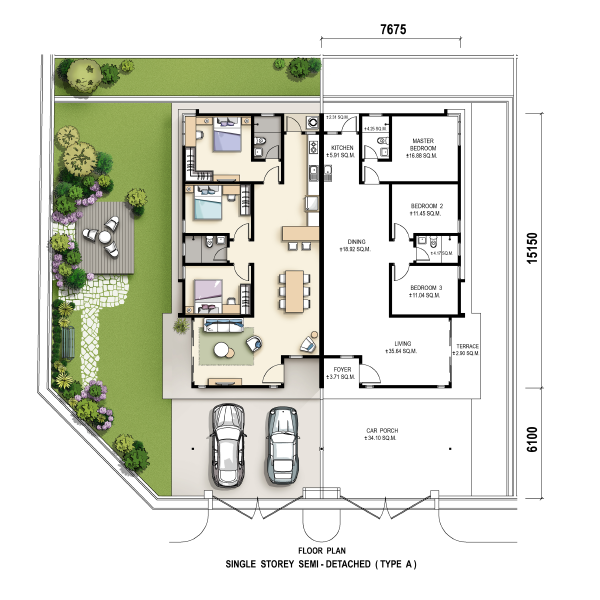 7675
±2.31 SQ.M.
±4.25 SQ.M.
KITCHEN
±5.91 SQ.M.
MASTER
BEDROOM
±16.88 SQ.M.
BEDROOM 2
±11.45 SQ.M.
DINING
±18.92 SQ.M.
±4.17 SQ.M.
BEDROOM 3
±11.04 SQ.M.
15150
LIVING
±35.64 SQ.M.
TERRACE
±2.90 SQ.M.
FOYER
±3.71 SQ.M.
CAR PORCH
±34.10 SQ.M.
6100
FLOOR PLAN
SINGLE STOREY SEMI - DETACHED ( TYPE A )